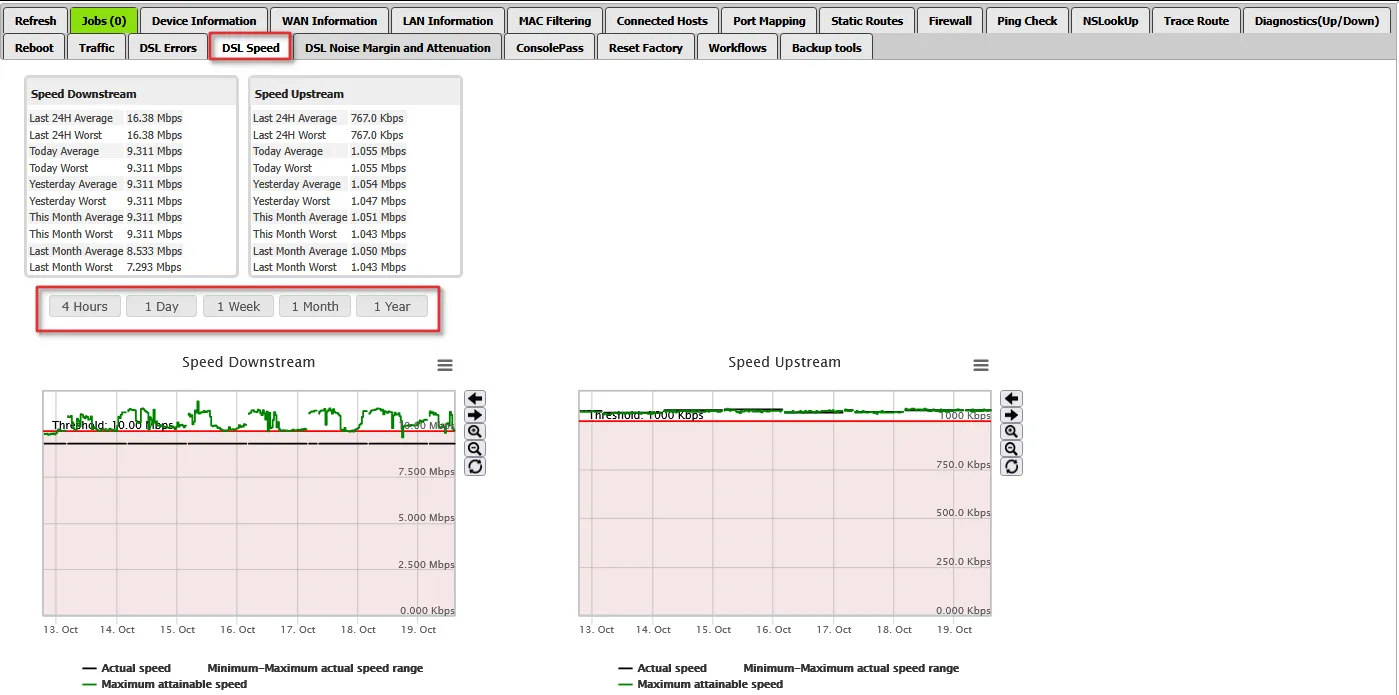 Refresh Jobs (0) Device Information WAN Information LAN Information MAC Filtering Connected Hosts Port Mapping Static Routes Firewall Ping Check NSLookUp Trace Route Diagnostics(Up/Down)
Reboot Traffic DSL Errors DSL Speed DSL Noise Margin and Attenuation ConsolePass Reset Factory Workflows Backup tools
Speed Downstream
Last 24H Average 16.38 Mbps
Last 24H Worst 16.38 Mbps
Today Average 9.311 Mbps
Today Worst 9.311 Mbps
Yesterday Average 9.311 Mbps
Yesterday Worst 9.311 Mbps
This Month Average 9.311 Mbps
This Month Worst 9.311 Mbps
Last Month Average 8.533 Mbps
Last Month Worst 7.293 Mbps
Speed Upstream
Last 24H Average 767.0 Kbps
Last 24H Worst 767.0 Kbps
Today Average 1.055 Mbps
Today Worst 1.055 Mbps
Yesterday Average 1.054 Mbps
Yesterday Worst 1.047 Mbps
This Month Average 1.051 Mbps
This Month Worst 1.043 Mbps
Last Month Average 1.050 Mbps
Last Month Worst 1.043 Mbps
4 Hours 1 Day 1 Week 1 Month 1 Year
Speed Downstream
Threshold: 10.00 Mbps
10.00 Mbps
7.500 Mbps
5.000 Mbps
2.500 Mbps
0.000 Kbps
13. Oct 14. Oct 15. Oct 16. Oct 17. Oct 18. Oct 19. Oct
Actual speed Minimum-Maximum actual speed range
Maximum attainable speed
Speed Upstream
Threshold: 1000 Kbps
1000 Kbps
750.0 Kbps
500.0 Kbps
250.0 Kbps
0.000 Kbps
13. Oct 14. Oct 15. Oct 16. Oct 17. Oct 18. Oct 19. Oct
Actual speed Minimum-Maximum actual speed range
Maximum attainable speed